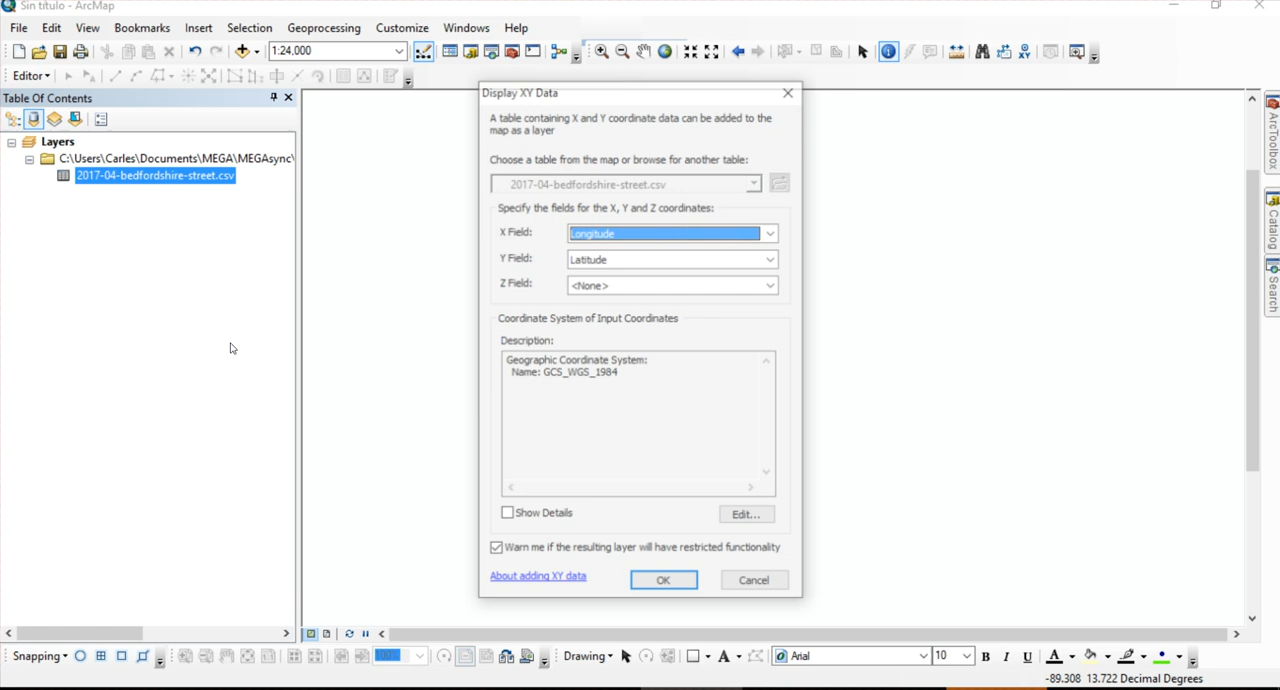 Sin título - ArcMap
File Edit View Bookmarks Insert Selection Geoprocessing Customize Windows Help
1:24,000
Editor
Table Of Contents
Layers
C:\Users\Carles\Documents\MEGA\MEGAsync\
2017-04-bedfordshire-street.csv
Display XY Data
A table containing X and Y coordinate data can be added to the
map as a layer
Choose a table from the map or browse for another table:
2017-04-bedfordshire-street.csv
Specify the fields for the X, Y and Z coordinates:
X Field: Longitude
Y Field: Latitude
Z Field: <None>
Coordinate System of Input Coordinates
Description:
Geographic Coordinate System:
Name: GCS_WGS_1984
Show Details Edit...
Warn me if the resulting layer will have restricted functionality
About adding XY data OK Cancel
ArcToolbox
Catalog
Search
Snapping 100% Drawing A Arial 10 B I U A
-89.308 13.722 Decimal Degrees